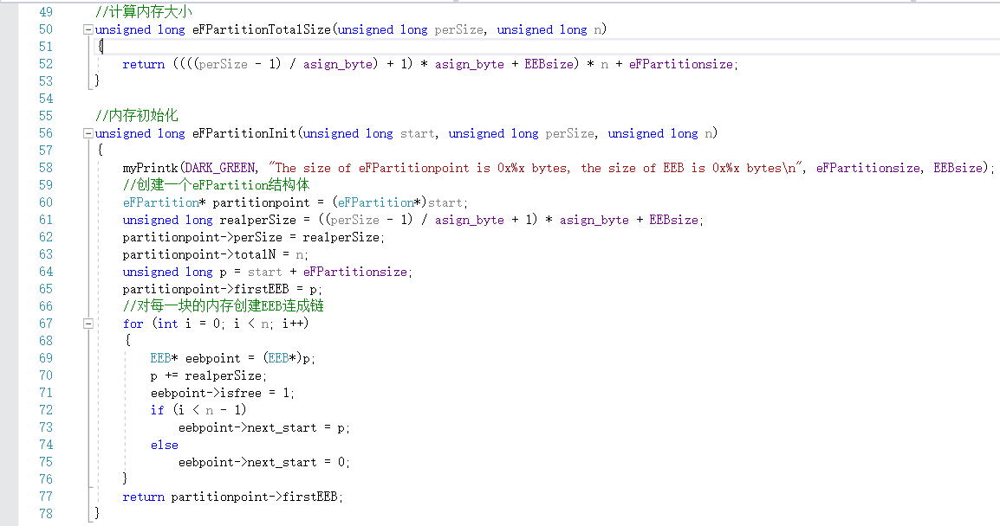 49 //计算内存大小
50 unsigned long eFPartitionTotalSize(unsigned long perSize, unsigned long n)
51 {
52 return ((((perSize - 1) / asign_byte) + 1) * asign_byte + EEBsize) * n + eFPartitionsize;
53 }
54
55 //内存初始化
56 unsigned long eFPartitionInit(unsigned long start, unsigned long perSize, unsigned long n)
57 {
58 myPrintk(DARK_GREEN, "The size of eFPartitionpoint is 0x%x bytes, the size of EEB is 0x%x bytes\n", eFPartitionsize, EEBsize);
59 //创建一个eFPartition结构体
60 eFPartition* partitionpoint = (eFPartition*)start;
61 unsigned long realperSize = ((perSize - 1) / asign_byte + 1) * asign_byte + EEBsize;
62 partitionpoint->perSize = realperSize;
63 partitionpoint->totalN = n;
64 unsigned long p = start + eFPartitionsize;
65 partitionpoint->firstEEB = p;
66 //对每一块的内存创建EEB连成链
67 for (int i = 0; i < n; i++)
68 {
69 EEB* eebpoint = (EEB*)p;
70 p += realperSize;
71 eebpoint->isfree = 1;
72 if (i < n - 1)
73 eebpoint->next_start = p;
74 else
75 eebpoint->next_start = 0;
76 }
77 return partitionpoint->firstEEB;
78 }